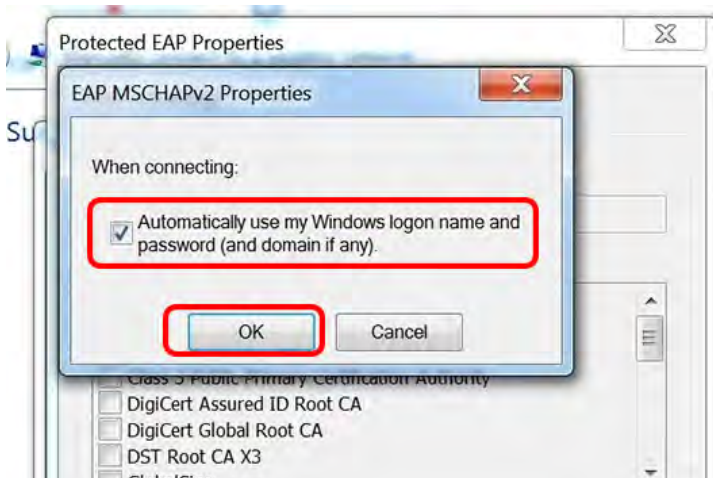 Protected EAP Properties
EAP MSCHAPv2 Properties
Su
When connecting:
Automatically use my Windows logon name and
password (and domain if any).
OK
Cancel
Class 3 Public Primary Certification Authority
DigiCert Assured ID Root CA
DigiCert Global Root CA
DST Root CA X3